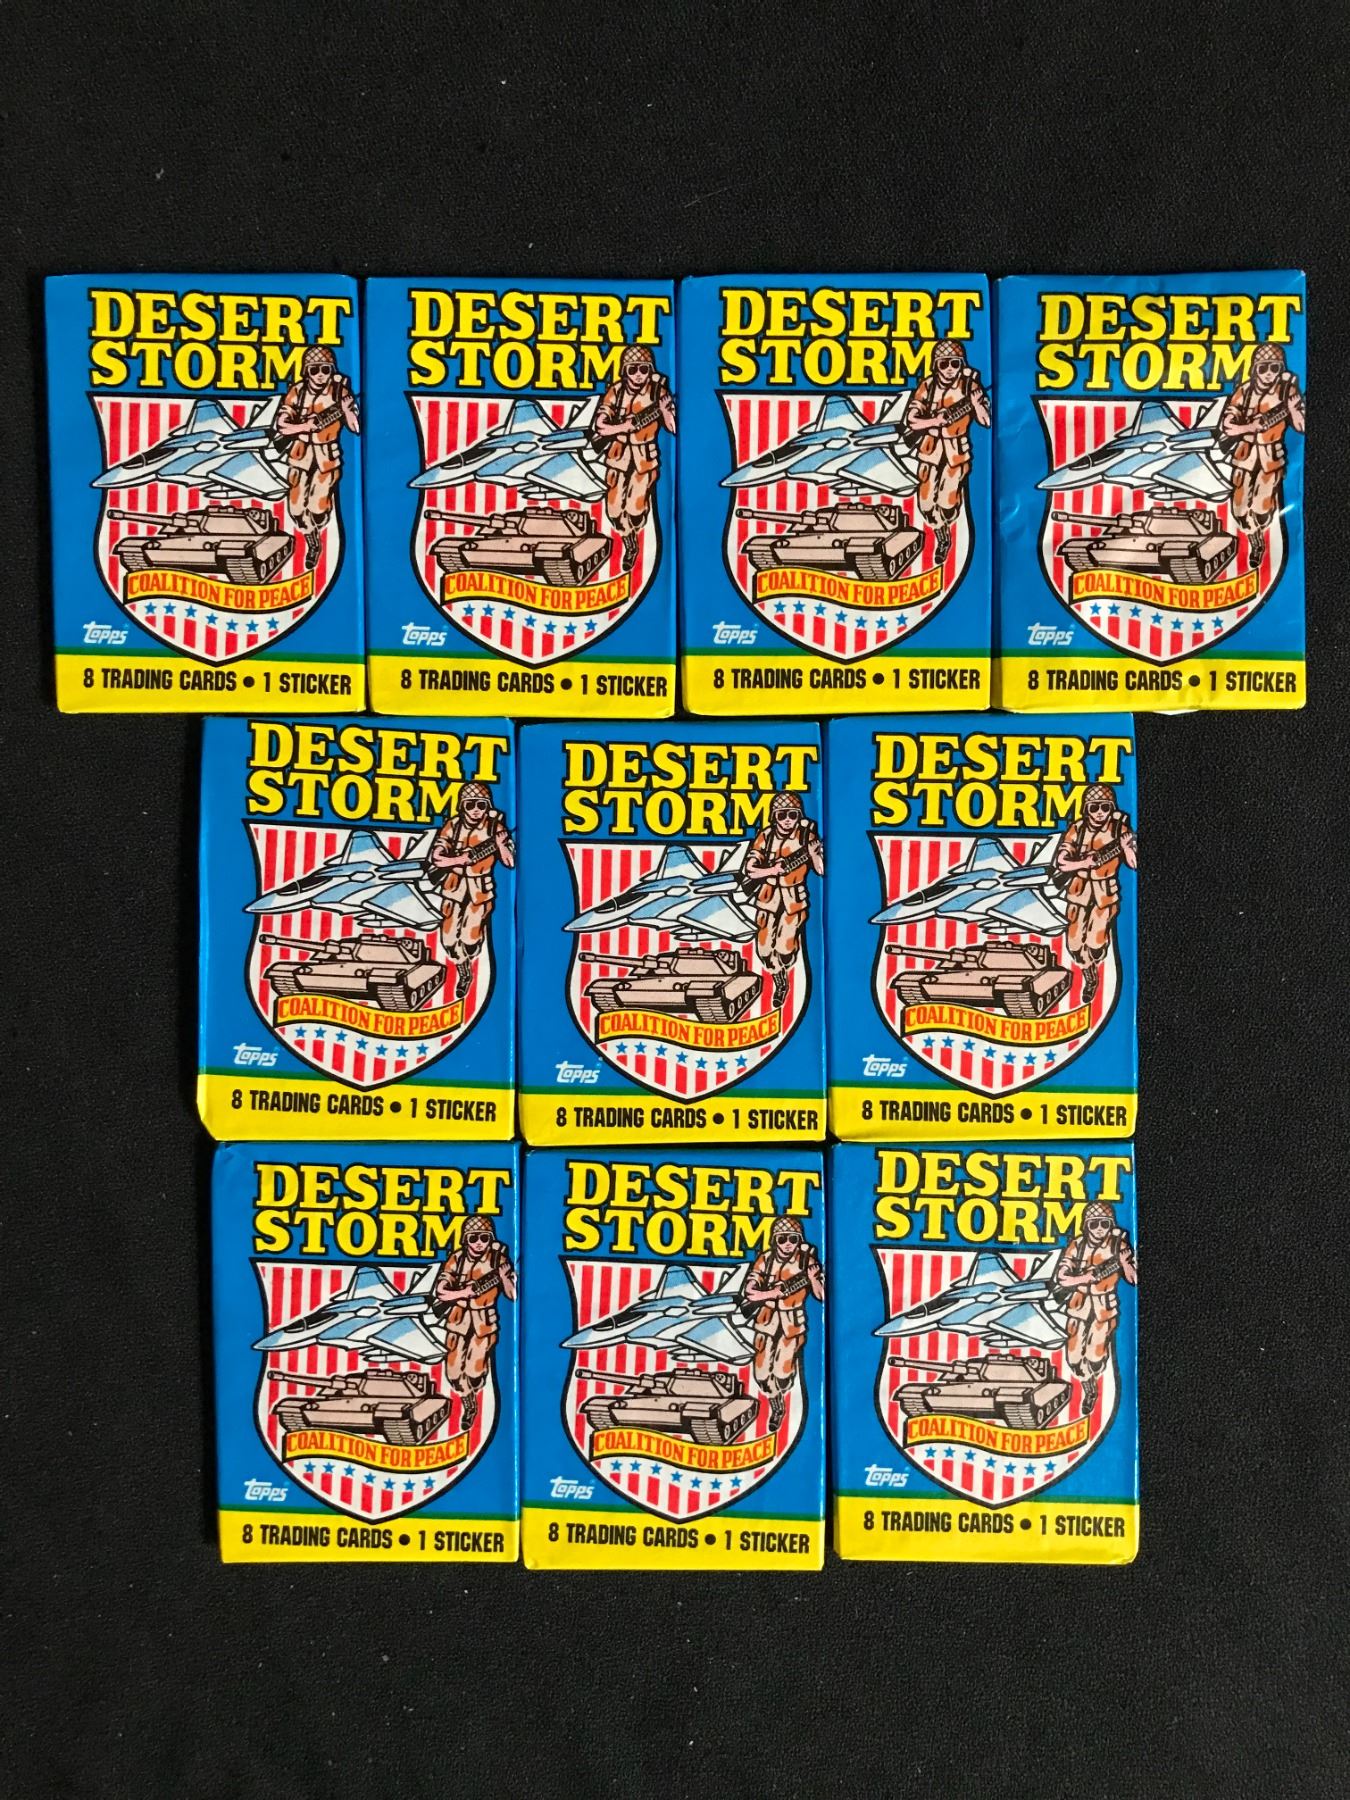 DESERT
STORM
COALITION FOR PEACE
Topps
8 TRADING CARDS • 1 STICKER
DESERT
STORM
COALITION FOR PEACE
Topps
8 TRADING CARDS • 1 STICKER
DESERT
STORM
COALITION FOR PEACE
Topps
8 TRADING CARDS • 1 STICKER
DESERT
STORM
COALITION FOR PEACE
Topps
8 TRADING CARDS • 1 STICKER
DESERT
STORM
COALITION FOR PEACE
Topps
8 TRADING CARDS • 1 STICKER
DESERT
STORM
COALITION FOR PEACE
Topps
8 TRADING CARDS • 1 STICKER
DESERT
STORM
COALITION FOR PEACE
Topps
8 TRADING CARDS • 1 STICKER
DESERT
STORM
COALITION FOR PEACE
Topps
8 TRADING CARDS • 1 STICKER
DESERT
STORM
COALITION FOR PEACE
Topps
8 TRADING CARDS • 1 STICKER
DESERT
STORM
COALITION FOR PEACE
Topps
8 TRADING CARDS • 1 STICKER